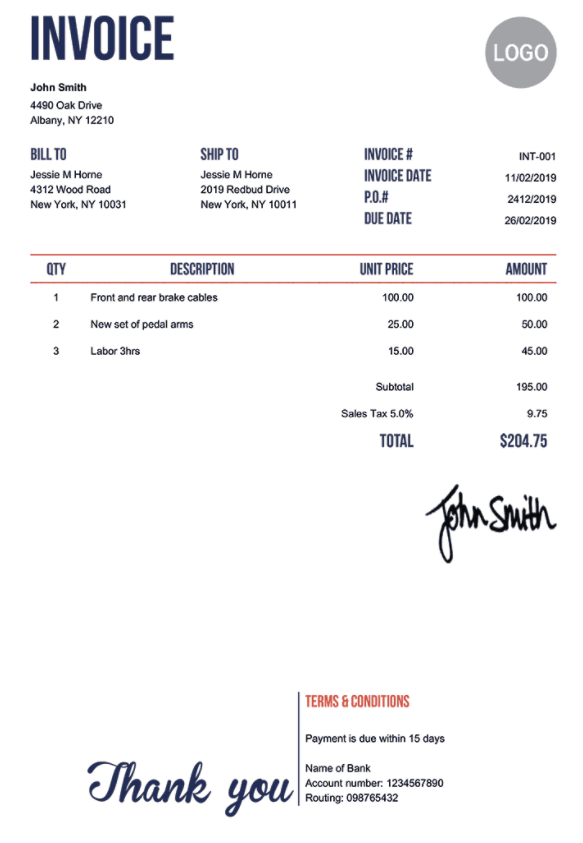 INVOICE
LOGO
John Smith
4490 Oak Drive
Albany, NY 12210
BILL TO
Jessie M Horne
4312 Wood Road
New York, NY 10031
SHIP TO
Jessie M Horne
2019 Redbud Drive
New York, NY 10011
INVOICE # INT-001
INVOICE DATE 11/02/2019
P.O.# 2412/2019
DUE DATE 26/02/2019
QTY DESCRIPTION UNIT PRICE AMOUNT
1 Front and rear brake cables 100.00 100.00
2 New set of pedal arms 25.00 50.00
3 Labor 3hrs 15.00 45.00
Subtotal 195.00
Sales Tax 5.0% 9.75
TOTAL $204.75
John Smith
TERMS & CONDITIONS
Payment is due within 15 days
Name of Bank
Account number: 1234567890
Routing: 098765432
Thank you